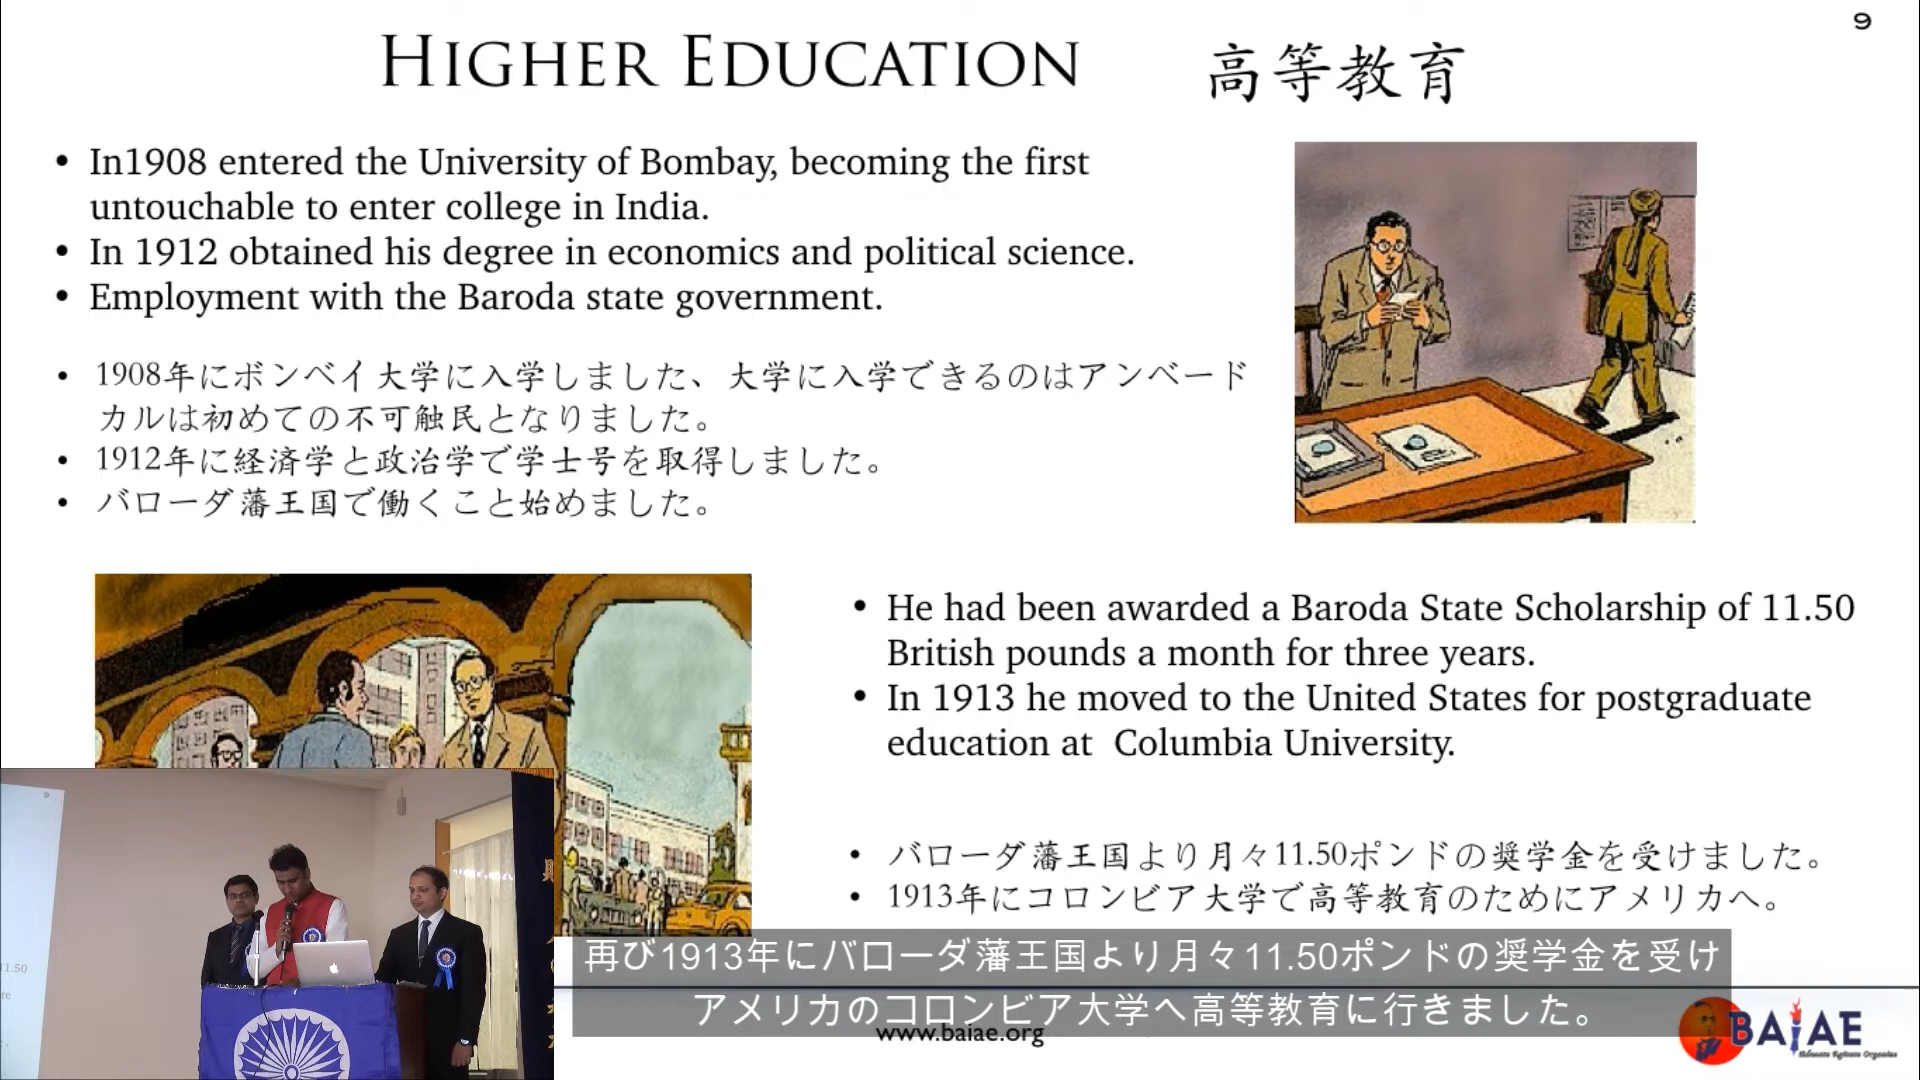 9
HIGHER EDUCATION 高等教育
• In1908 entered the University of Bombay, becoming the first
untouchable to enter college in India.
• In 1912 obtained his degree in economics and political science.
• Employment with the Baroda state government.
• 1908年にボンベイ大学に入学しました、大学に入学できるのはアンベード
カルは初めての不可触民となりました。
• 1912年に経済学と政治学で学士号を取得しました。
• バローダ藩王国で働くこと始めました。
• He had been awarded a Baroda State Scholarship of 11.50
British pounds a month for three years.
• In 1913 he moved to the United States for postgraduate
education at Columbia University.
• バローダ藩王国より月々11.50ポンドの奨学金を受けました。
• 1913年にコロンビア大学で高等教育のためにアメリカへ。
再び1913年にバローダ藩王国より月々11.50ポンドの奨学金を受け
アメリカのコロンビア大学へ高等教育に行きました。
www.baiae.org
BAIAE
Educate Agitate Organize
9
11.50
te